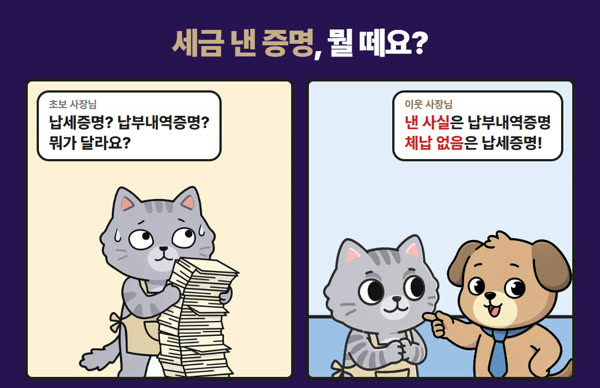 세금 낸 증명, 뭘 떼요?
초보 사장님
납세증명? 납부내역증명?
뭐가 달라요?
이웃 사장님
낸 사실은 납부내역증명
체납 없음은 납세증명!